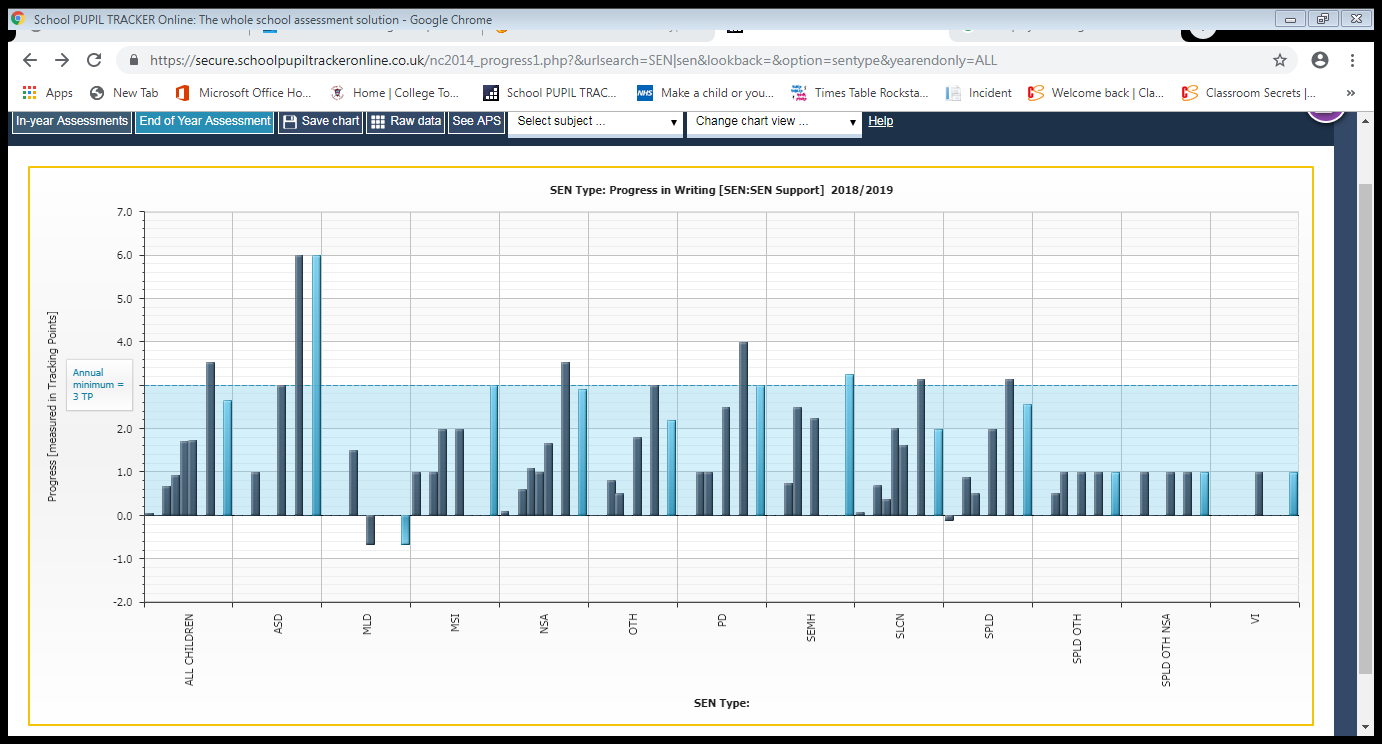 School PUPIL TRACKER Online: The whole school assessment solution - Google Chrome
https://secure.schoolpupiltrackeronline.co.uk/nc2014_progress1.php?&urlsearch=SEN|sen&lookback=&option=sentype&yearendonly=ALL
Apps New Tab Microsoft Office Ho... Home | College To... School PUPIL TRAC... NHS Make a child or you... Times Table Rocksta... Incident CS Welcome back | Cla... CS Classroom Secrets |... »
In-year Assessments End of Year Assessment Save chart Raw data See APS Select subject ... Change chart view ... Help
SEN Type: Progress in Writing [SEN:SEN Support] 2018/2019
Progress [measured in Tracking Points]
7.0
6.0
5.0
4.0
Annual
minimum =
3 TP
2.0
1.0
0.0
-1.0
-2.0
ALL CHILDREN
ASD
MLD
MSI
NSA
OTH
PD
SEMH
SLCN
SPLD
SPLD OTH
SPLD OTH NSA
VI
SEN Type: